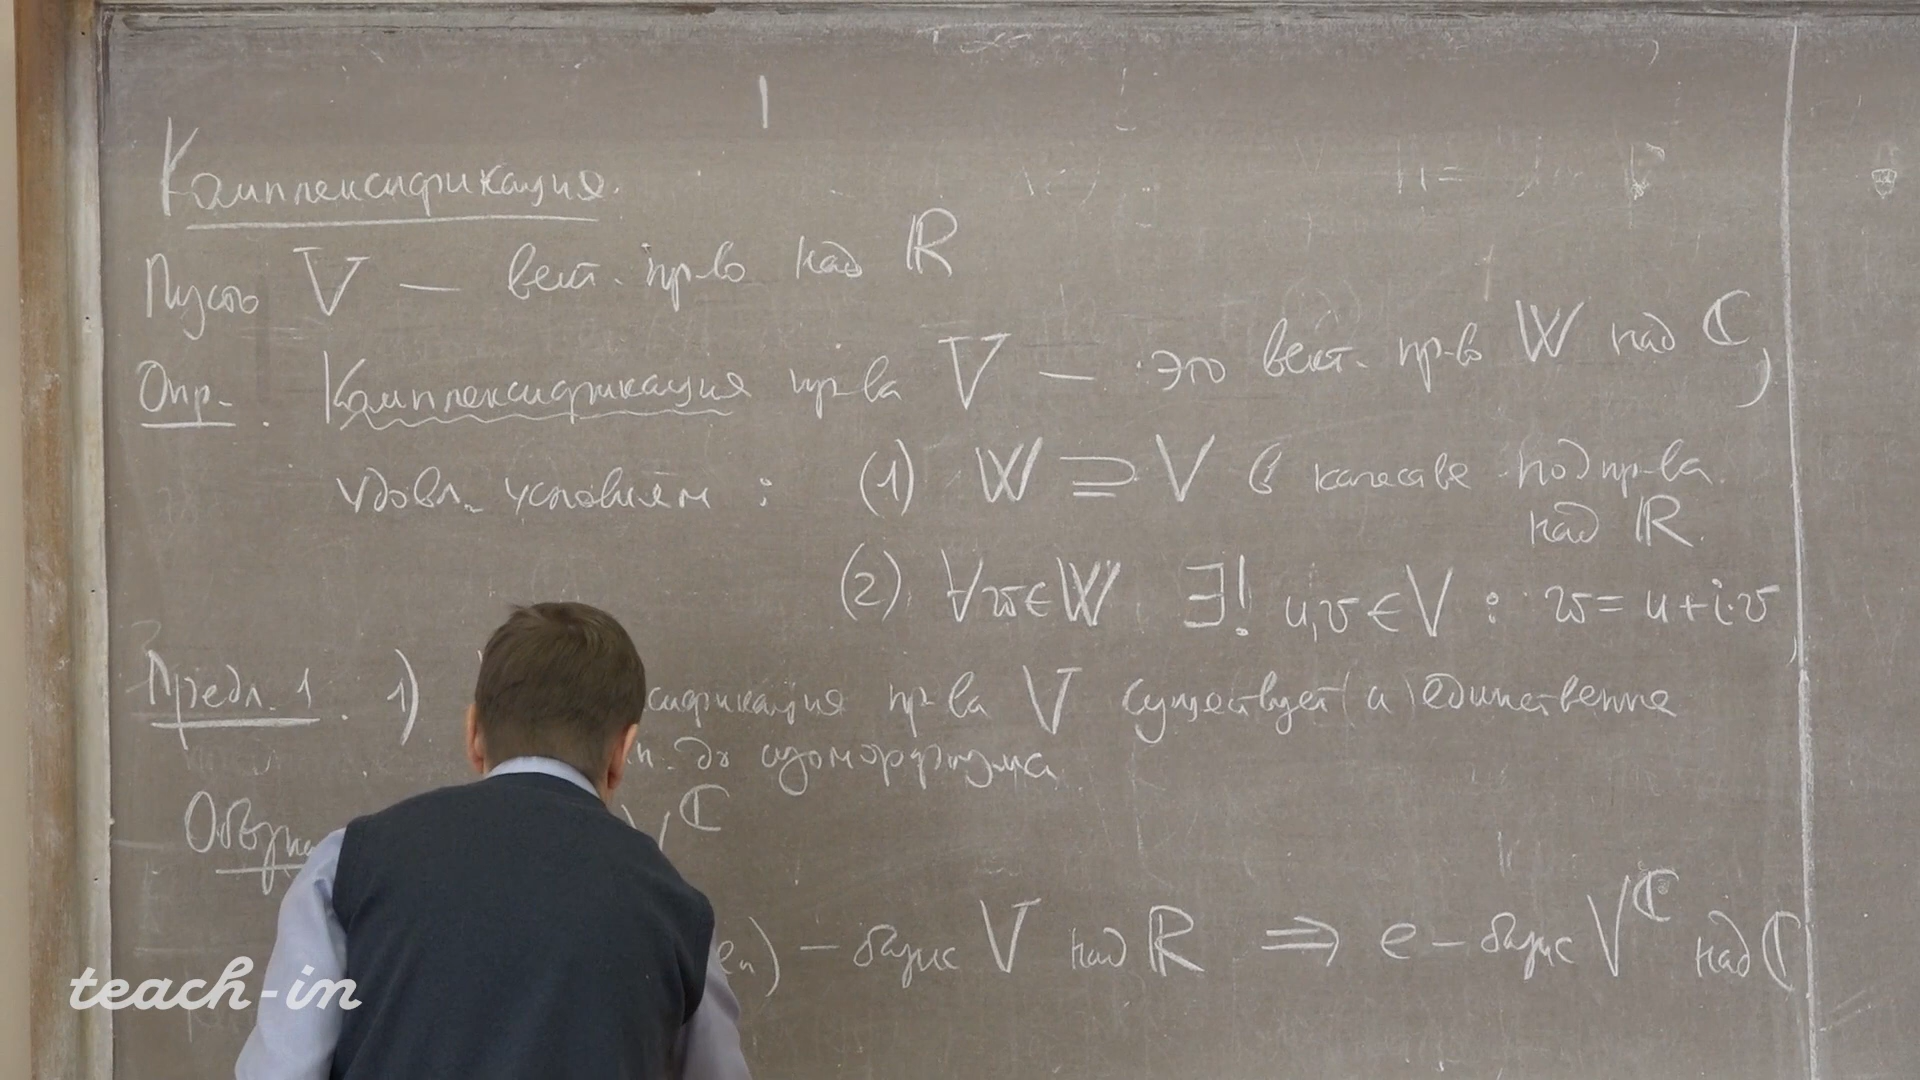 Комплексификация.
Пусть V — вект. пр-во над ℝ
Опр. Комплексификация пр-ва V — это вект. пр-во W над ℂ,
удовл. условиям : (1) W ⊇ V в качестве подпр-ва
над ℝ.
(2) ∀w∈W ∃! u,v∈V : w = u+i·v
Предл. 1. 1) сификация пр-ва V существует и единственна
до изоморфизма
Обозна V^ℂ
eₙ) — базис V над ℝ ⇒ e – базис V^ℂ над ℂ
teach-in